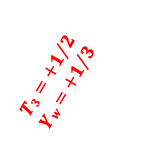 T₃ = +1/2
Y_w = +1/3